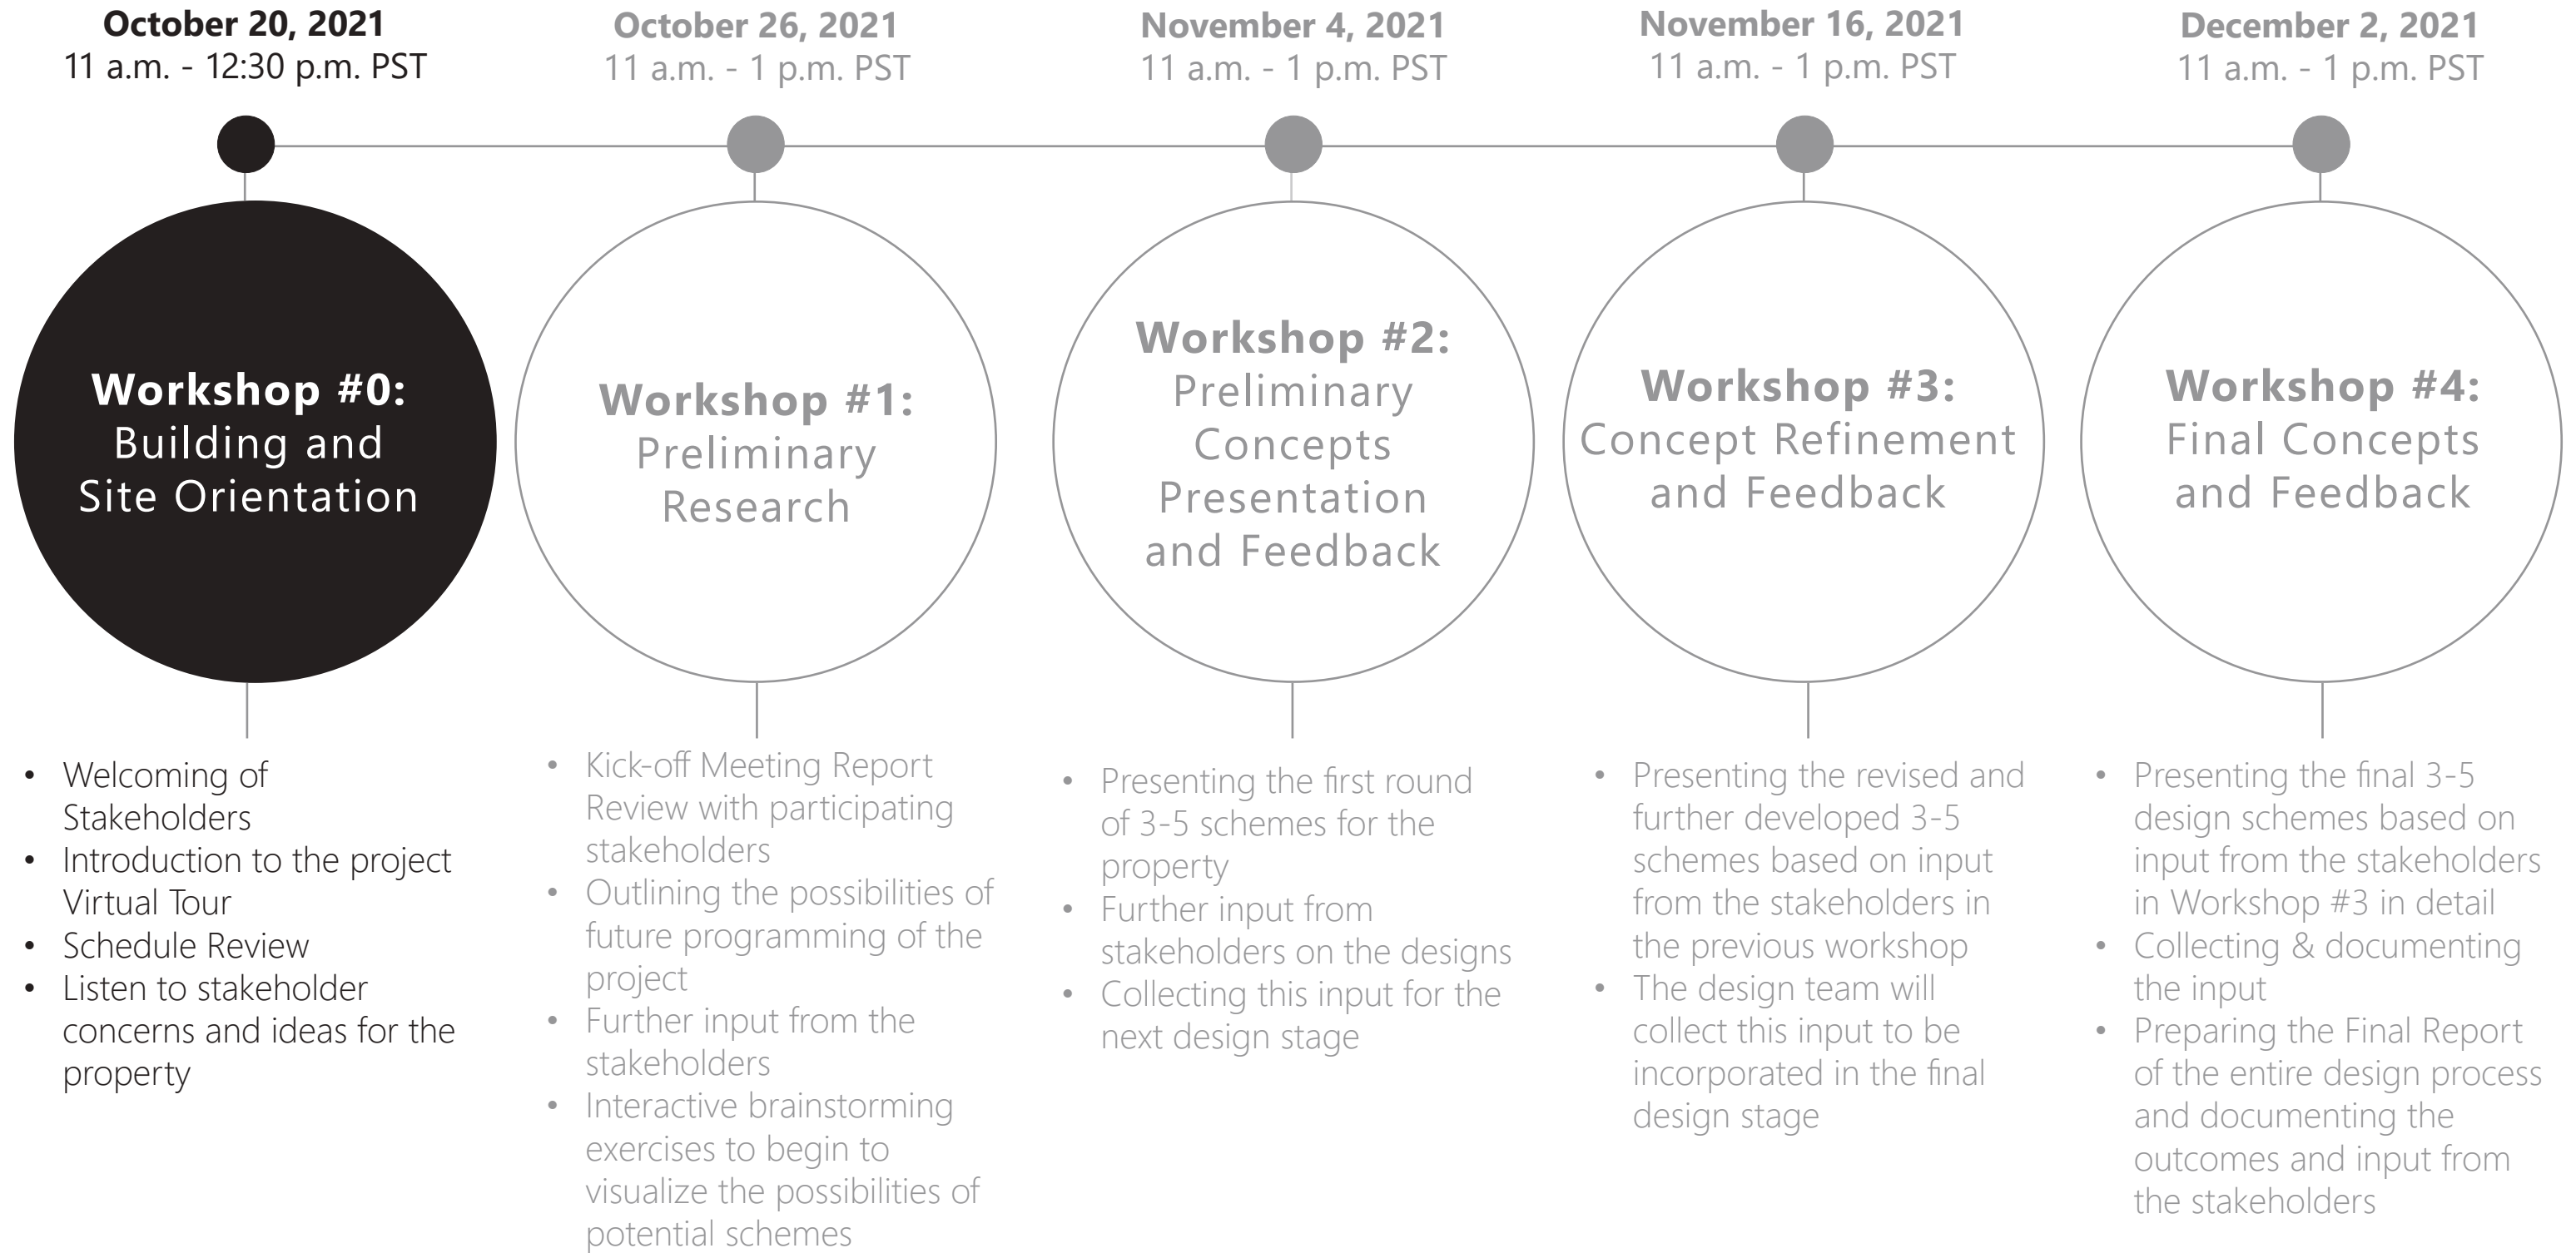 October 20, 2021
11 a.m. - 12:30 p.m. PST
Workshop #0:
Building and
Site Orientation
• Welcoming of
Stakeholders
• Introduction to the project
Virtual Tour
• Schedule Review
• Listen to stakeholder
concerns and ideas for the
property
October 26, 2021
11 a.m. - 1 p.m. PST
Workshop #1:
Preliminary
Research
• Kick-off Meeting Report
Review with participating
stakeholders
• Outlining the possibilities of
future programming of the
project
• Further input from the
stakeholders
• Interactive brainstorming
exercises to begin to
visualize the possibilities of
potential schemes
November 4, 2021
11 a.m. - 1 p.m. PST
Workshop #2:
Preliminary
Concepts
Presentation
and Feedback
• Presenting the first round
of 3-5 schemes for the
property
• Further input from
stakeholders on the designs
• Collecting this input for the
next design stage
November 16, 2021
11 a.m. - 1 p.m. PST
Workshop #3:
Concept Refinement
and Feedback
• Presenting the revised and
further developed 3-5
schemes based on input
from the stakeholders in
the previous workshop
• The design team will
collect this input to be
incorporated in the final
design stage
December 2, 2021
11 a.m. - 1 p.m. PST
Workshop #4:
Final Concepts
and Feedback
• Presenting the final 3-5
design schemes based on
input from the stakeholders
in Workshop #3 in detail
• Collecting & documenting
the input
• Preparing the Final Report
of the entire design process
and documenting the
outcomes and input from
the stakeholders